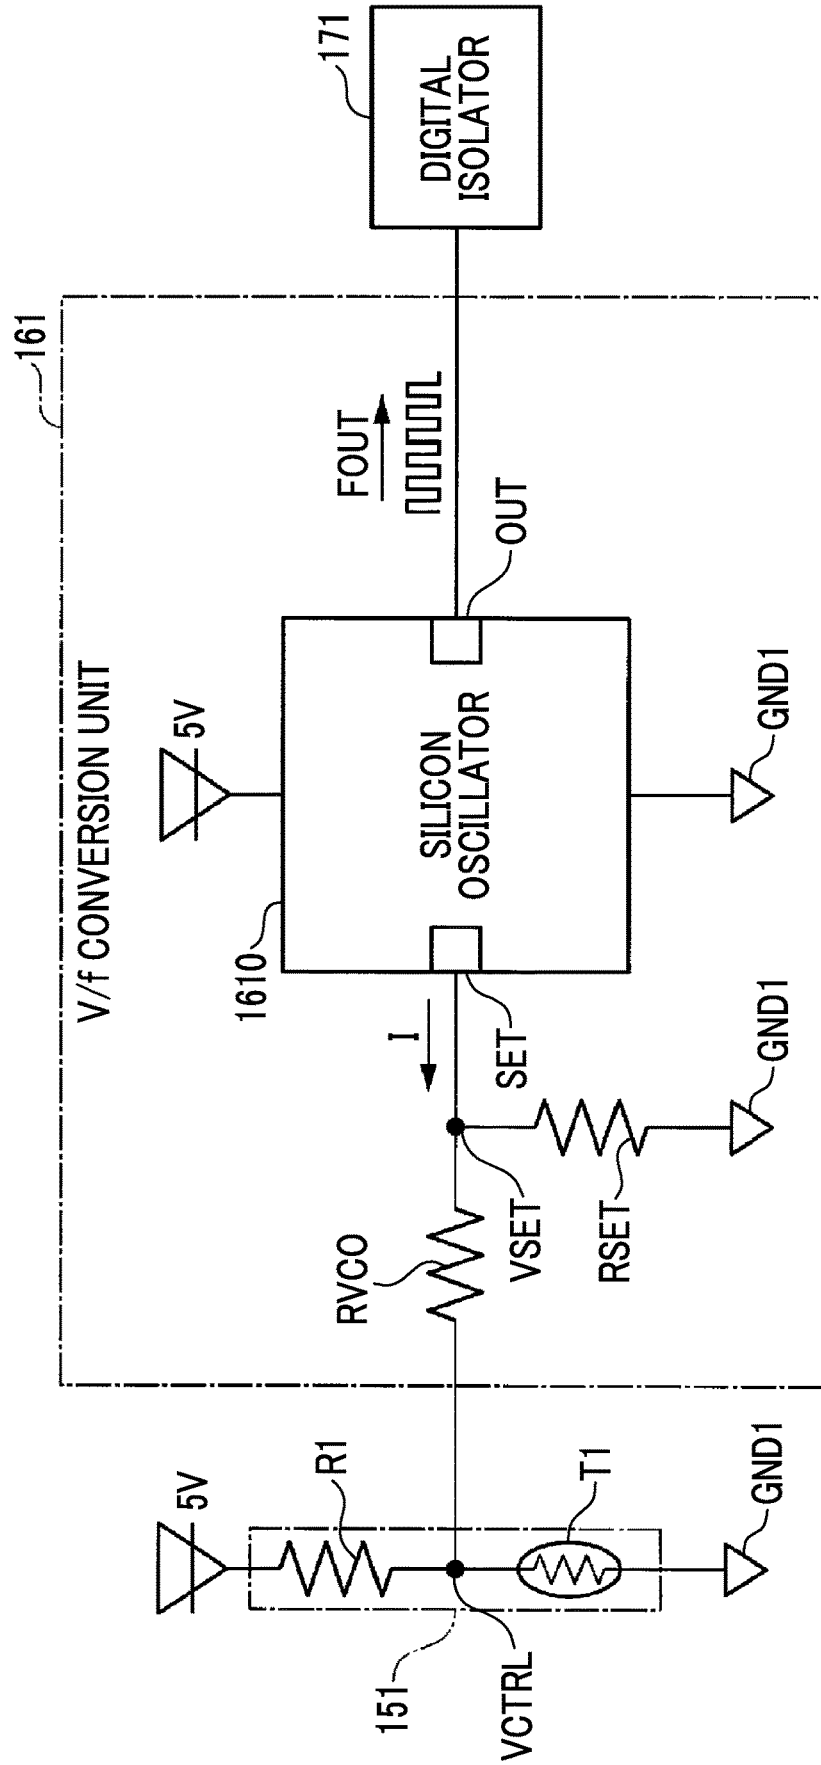 161
V/f CONVERSION UNIT
5V
5V
1610
151
R1
RVCO
I
FOUT
171
SILICON
OSCILLATOR
DIGITAL
ISOLATOR
VCTRL
T1
VSET
SET
OUT
RSET
GND1
GND1
GND1